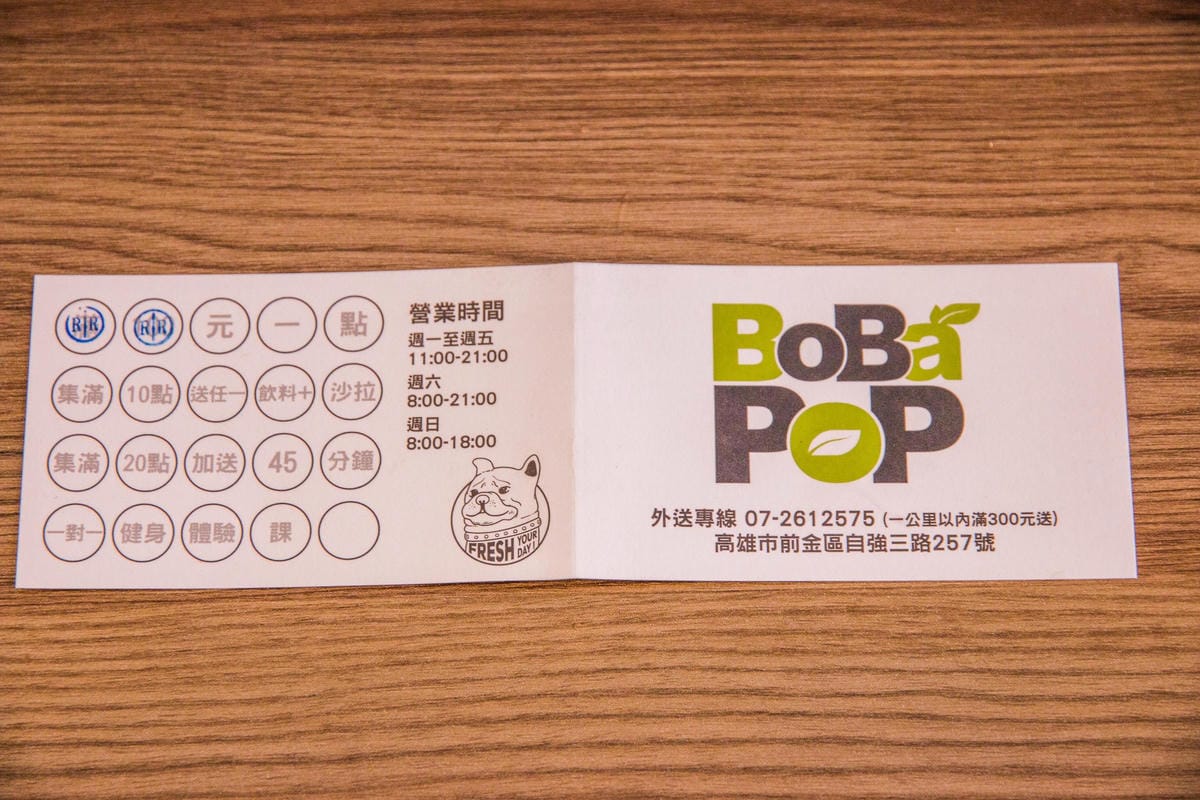 RTR RTR 元 一 點
集滿 10點 送任一 飲料+ 沙拉
集滿 20點 加送 45 分鐘
一對一 健身 體驗 課
營業時間
週一至週五
11:00-21:00
週六
8:00-21:00
週日
8:00-18:00
FRESH YOUR DAY!
BoBa
PoP
外送專線 07-2612575 (一公里以內滿300元送)
高雄市前金區自強三路257號